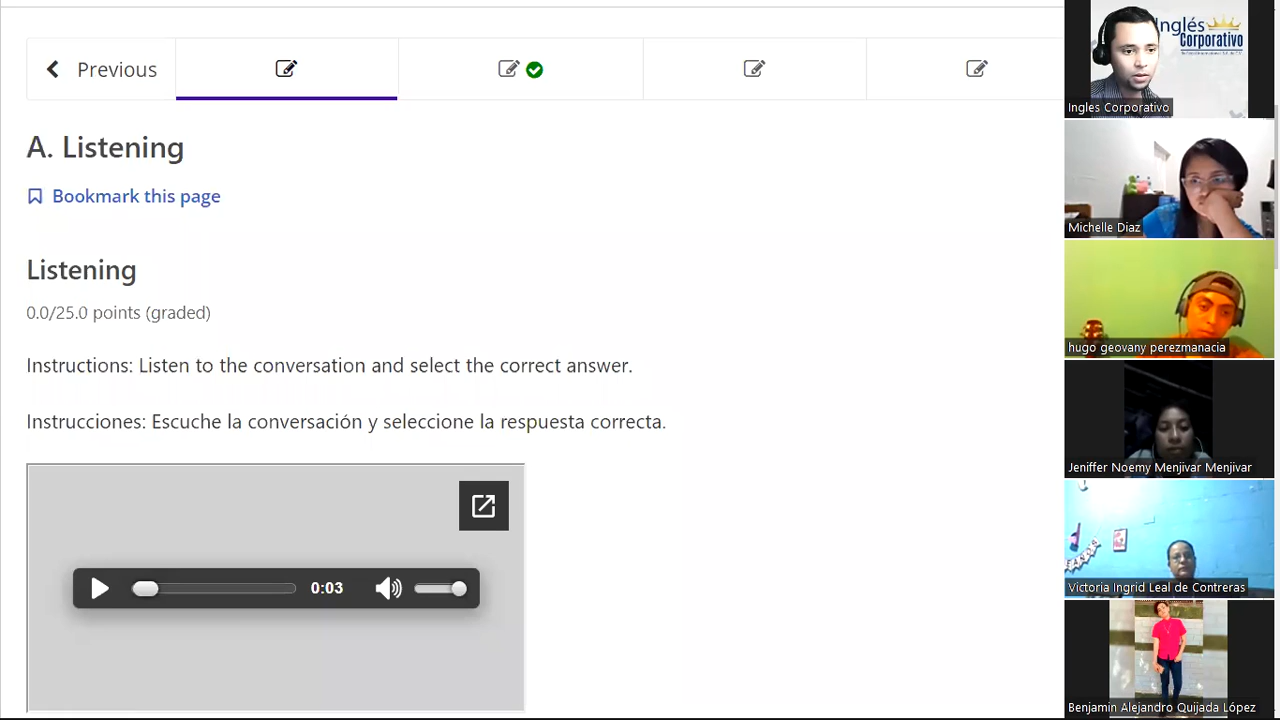 Previous
A. Listening
Bookmark this page
Listening
0.0/25.0 points (graded)
Instructions: Listen to the conversation and select the correct answer.
Instrucciones: Escuche la conversación y seleccione la respuesta correcta.
0:03
Inglés
Corporativo
Ingles Corporativo
Michelle Díaz
hugo geovany perezmanacia
Jeniffer Noemy Menjivar Menjivar
Victoria Ingrid Leal de Contreras
Benjamin Alejandro Quijada López